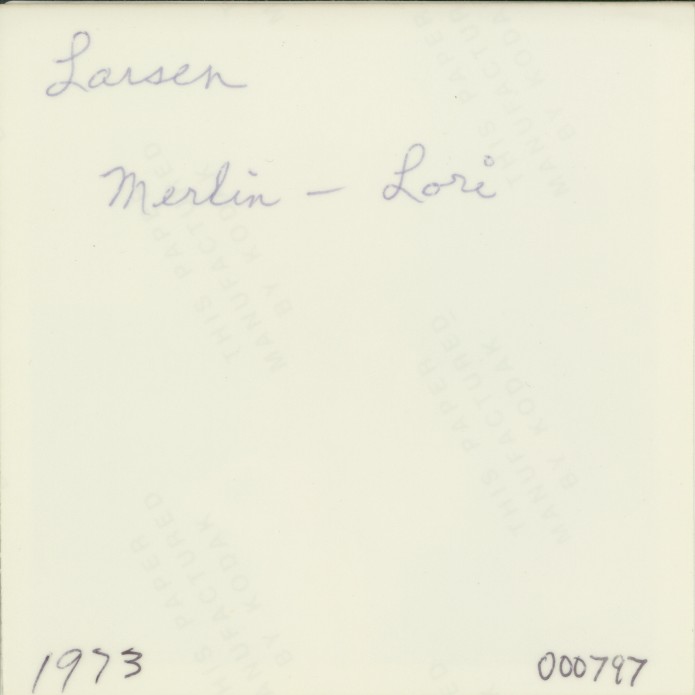 Larsen
Merlin - Lori
THIS PAPER
MANUFACTURED
BY KODAK
THIS PAPER
MANUFACTURED
BY KODAK
THIS PAPER
MANUFACTURED
BY KODAK
THIS PAPER
MANUFACTURED
BY KODAK
1973
000797